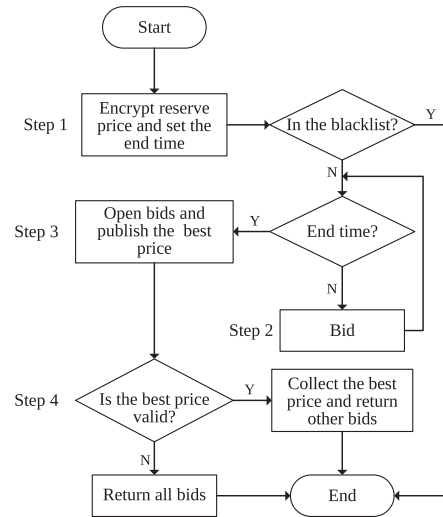 Start
Step 1
Encrypt reserve
price and set the
end time
In the blacklist?
Y
N
Step 3
Open bids and
publish the best
price
Y
End time?
N
Step 2
Bid
Step 4
Is the best price
valid?
Y
Collect the best
price and return
other bids
N
Return all bids
End